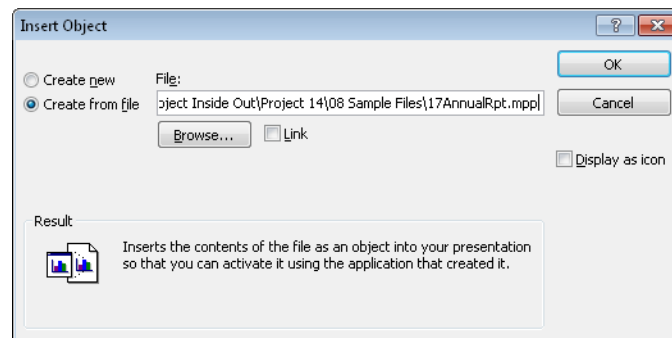 Insert Object
Create new
File:
OK
Create from file
oject Inside Out\Project 14\08 Sample Files\17AnnualRpt.mpp
Cancel
Browse...
Link
Display as icon
Result
Inserts the contents of the file as an object into your presentation
so that you can activate it using the application that created it.